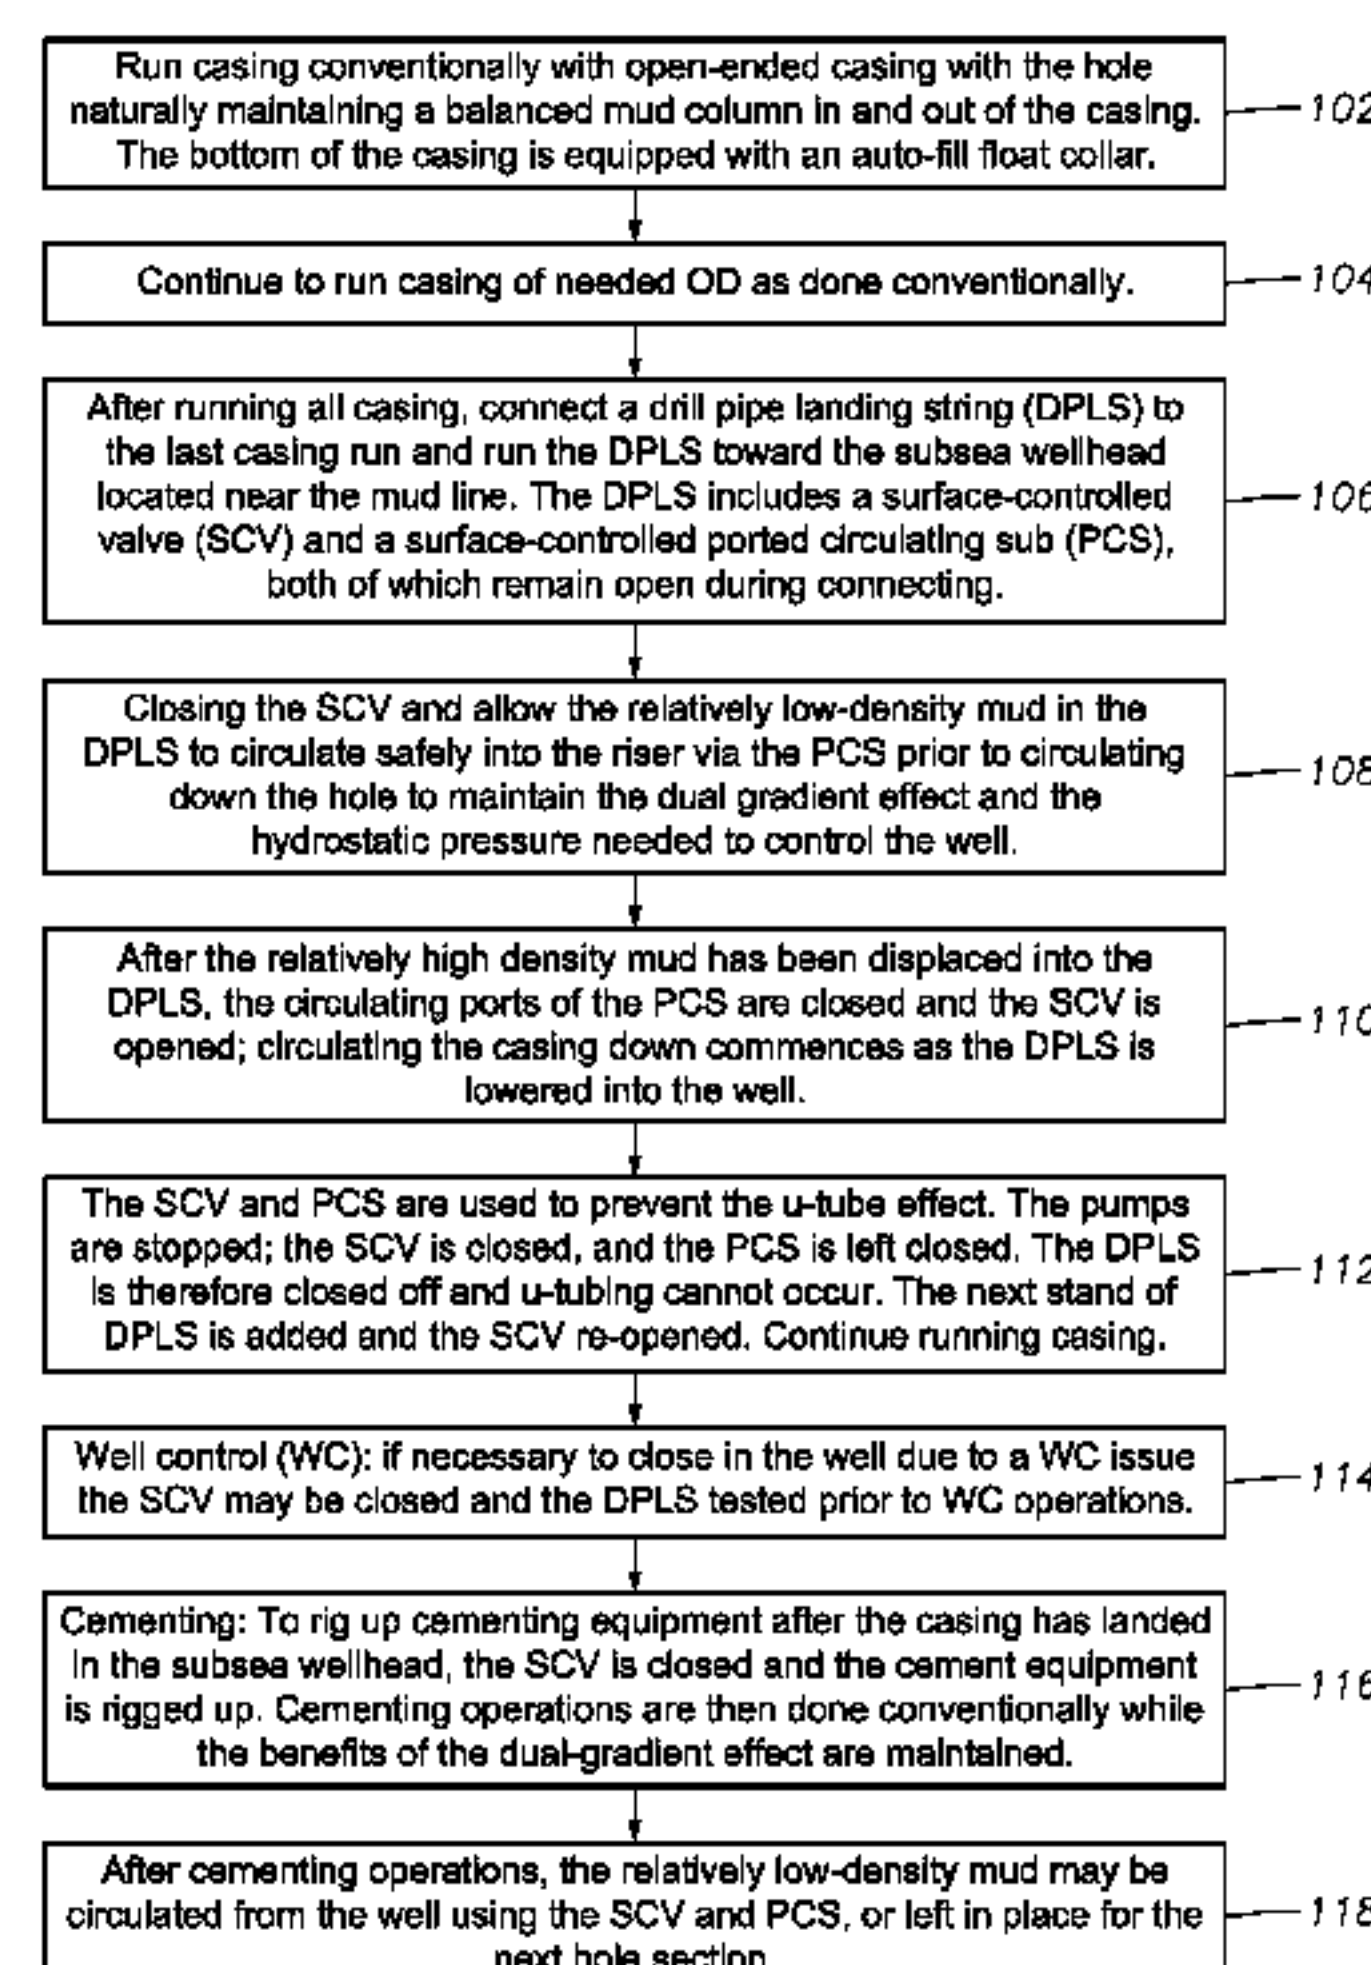 Run casing conventionally with open-ended casing with the hole
naturally maintaining a balanced mud column in and out of the casing.
The bottom of the casing is equipped with an auto-fill float collar.
102
Continue to run casing of needed OD as done conventionally.
104
After running all casing, connect a drill pipe landing string (DPLS) to
the last casing run and run the DPLS toward the subsea wellhead
located near the mud line. The DPLS includes a surface-controlled
valve (SCV) and a surface-controlled ported circulating sub (PCS),
both of which remain open during connecting.
106
Closing the SCV and allow the relatively low-density mud in the
DPLS to circulate safely into the riser via the PCS prior to circulating
down the hole to maintain the dual gradient effect and the
hydrostatic pressure needed to control the well.
108
After the relatively high density mud has been displaced into the
DPLS, the circulating ports of the PCS are closed and the SCV is
opened; circulating the casing down commences as the DPLS is
lowered into the well.
110
The SCV and PCS are used to prevent the u-tube effect. The pumps
are stopped; the SCV is closed, and the PCS is left closed. The DPLS
is therefore closed off and u-tubing cannot occur. The next stand of
DPLS is added and the SCV re-opened. Continue running casing.
112
Well control (WC): if necessary to close in the well due to a WC issue
the SCV may be closed and the DPLS tested prior to WC operations.
114
Cementing: To rig up cementing equipment after the casing has landed
in the subsea wellhead, the SCV is closed and the cement equipment
is rigged up. Cementing operations are then done conventionally while
the benefits of the dual-gradient effect are maintained.
116
After cementing operations, the relatively low-density mud may be
circulated from the well using the SCV and PCS, or left in place for the
next hole section
118